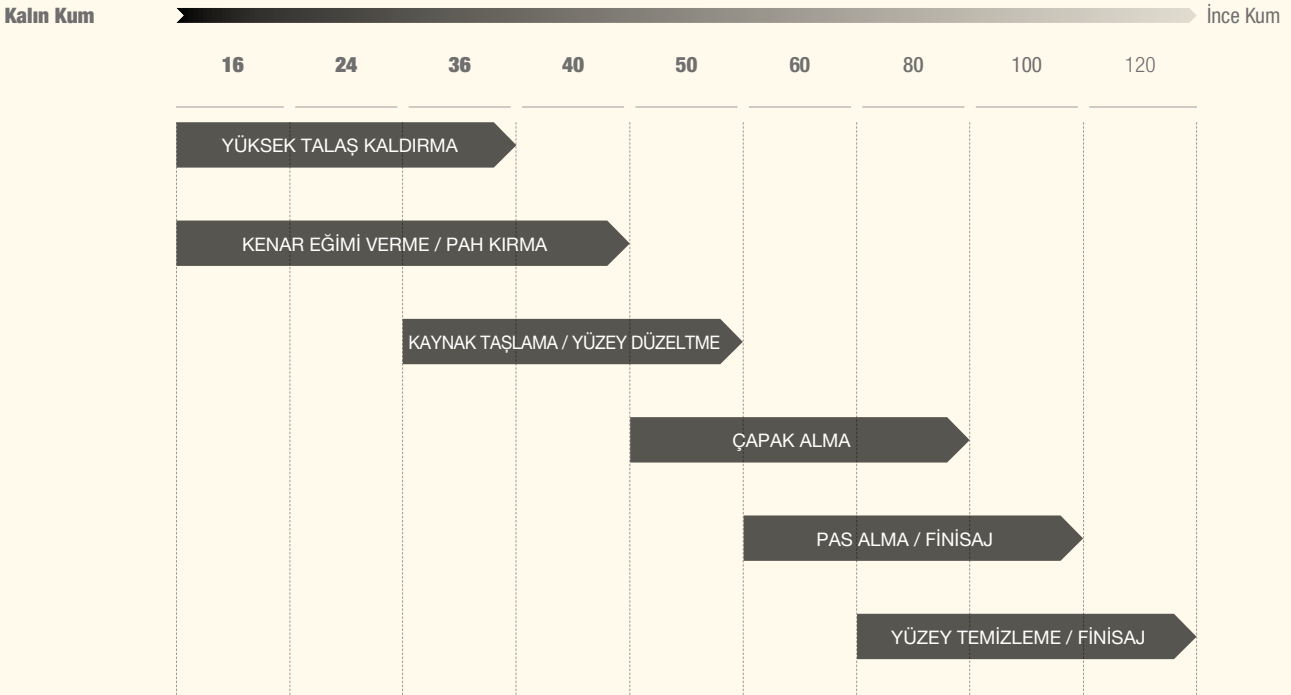 Kalın Kum İnce Kum
16 24 36 40 50 60 80 100 120
YÜKSEK TALAŞ KALDIRMA
KENAR EĞİMİ VERME / PAH KIRMA
KAYNAK TAŞLAMA / YÜZEY DÜZELTME
ÇAPAK ALMA
PAS ALMA / FİNİSAJ
YÜZEY TEMİZLEME / FİNİSAJ